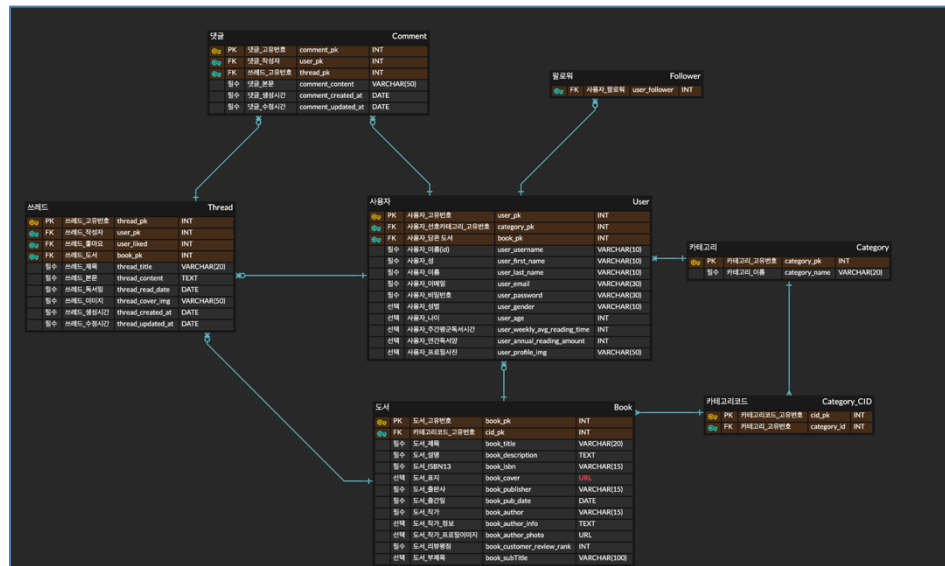 댓글 Comment
PK 댓글_고유번호 comment_pk INT
FK 댓글_작성자 user_pk INT
FK 쓰레드_고유번호 thread_pk INT
필수 댓글_본문 comment_content VARCHAR(50)
필수 댓글_생성시간 comment_created_at DATE
필수 댓글_수정시간 comment_updated_at DATE
팔로워 Follower
FK 사용자_팔로워 user_follower INT
쓰레드 Thread
PK 쓰레드_고유번호 thread_pk INT
FK 쓰레드_작성자 user_pk INT
FK 쓰레드_좋아요 user_liked INT
FK 쓰레드_도서 book_pk INT
필수 쓰레드_제목 thread_title VARCHAR(20)
필수 쓰레드_본문 thread_content TEXT
필수 쓰레드_독서일 thread_read_date DATE
필수 쓰레드_이미지 thread_cover_img VARCHAR(50)
필수 쓰레드_생성시간 thread_created_at DATE
필수 쓰레드_수정시간 thread_updated_at DATE
사용자 User
PK 사용자_고유번호 user_pk INT
FK 사용자_선호카테고리_고유번호 category_pk INT
FK 사용자_담은 도서 book_pk INT
필수 사용자_이름(id) user_username VARCHAR(10)
필수 사용자_성 user_first_name VARCHAR(10)
필수 사용자_이름 user_last_name VARCHAR(10)
필수 사용자_이메일 user_email VARCHAR(30)
필수 사용자_비밀번호 user_password VARCHAR(30)
선택 사용자_성별 user_gender VARCHAR(10)
선택 사용자_나이 user_age INT
선택 사용자_주간평균독서시간 user_weekly_avg_reading_time INT
선택 사용자_연간독서양 user_annual_reading_amount INT
선택 사용자_프로필사진 user_profile_img VARCHAR(50)
카테고리 Category
PK 카테고리_고유번호 category_pk INT
필수 카테고리_이름 category_name VARCHAR(20)
카테고리코드 Category_CID
PK 카테고리코드_고유번호 cid_pk INT
FK 카테고리_고유번호 category_id INT
도서 Book
PK 도서_고유번호 book_pk INT
FK 카테고리코드_고유번호 cid_pk INT
필수 도서_제목 book_title VARCHAR(20)
필수 도서_설명 book_description TEXT
필수 도서_ISBN13 book_isbn VARCHAR(15)
선택 도서_표지 book_cover URL
필수 도서_출판사 book_publisher VARCHAR(15)
필수 도서_출간일 book_pub_date DATE
필수 도서_작가 book_author VARCHAR(15)
선택 도서_작가_정보 book_author_info TEXT
선택 도서_작가_프로필이미지 book_author_photo URL
필수 도서_리뷰평점 book_customer_review_rank INT
선택 도서_부제목 book_subTitle VARCHAR(100)